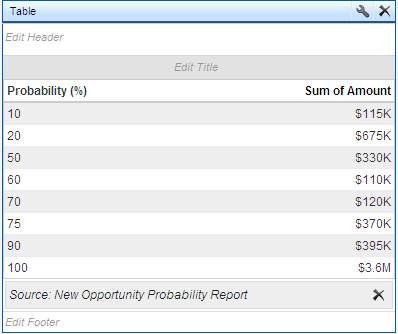 Table
Edit Header
Edit Title
Probability (%) Sum of Amount
10 $115K
20 $675K
50 $330K
60 $110K
70 $120K
75 $370K
90 $395K
100 $3.6M
Source: New Opportunity Probability Report
Edit Footer